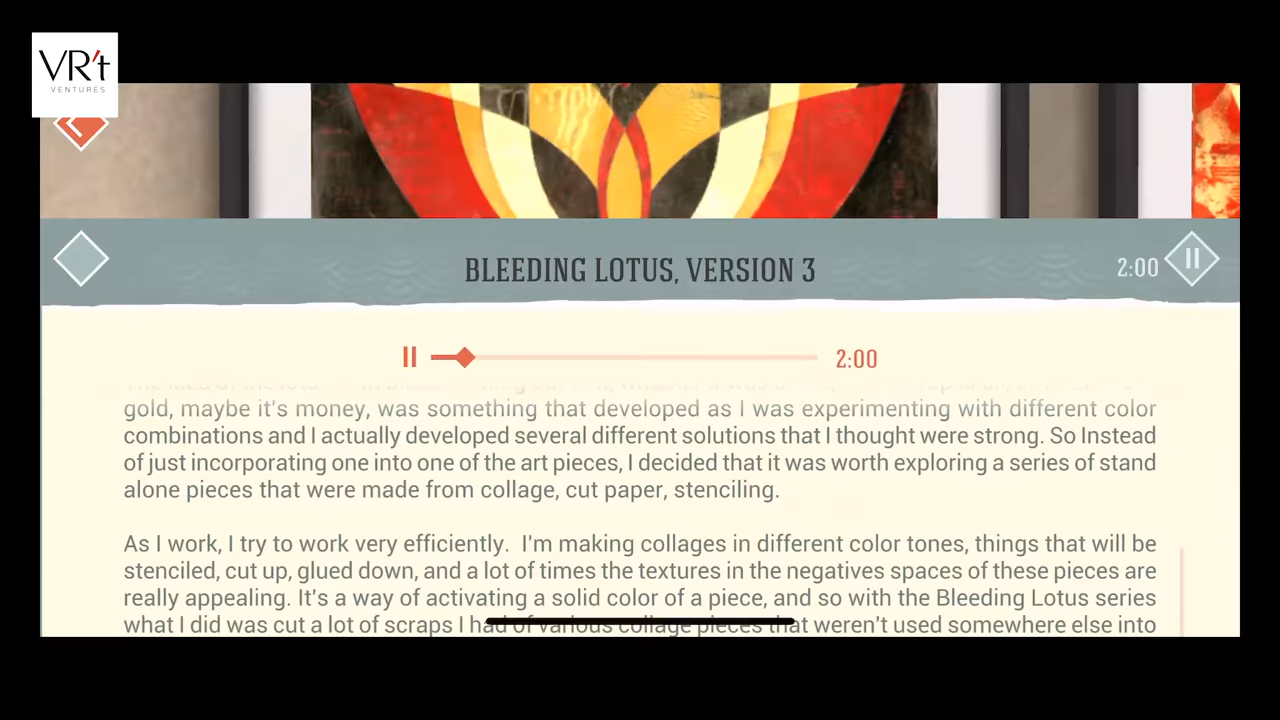 VR't
VENTURES
BLEEDING LOTUS, VERSION 3
2:00
2:00
gold, maybe it's money, was something that developed as I was experimenting with different color
combinations and I actually developed several different solutions that I thought were strong. So Instead
of just incorporating one into one of the art pieces, I decided that it was worth exploring a series of stand
alone pieces that were made from collage, cut paper, stenciling.
As I work, I try to work very efficiently.  I'm making collages in different color tones, things that will be
stenciled, cut up, glued down, and a lot of times the textures in the negatives spaces of these pieces are
really appealing. It's a way of activating a solid color of a piece, and so with the Bleeding Lotus series
what I did was cut a lot of scraps I had of various collage pieces that weren't used somewhere else into